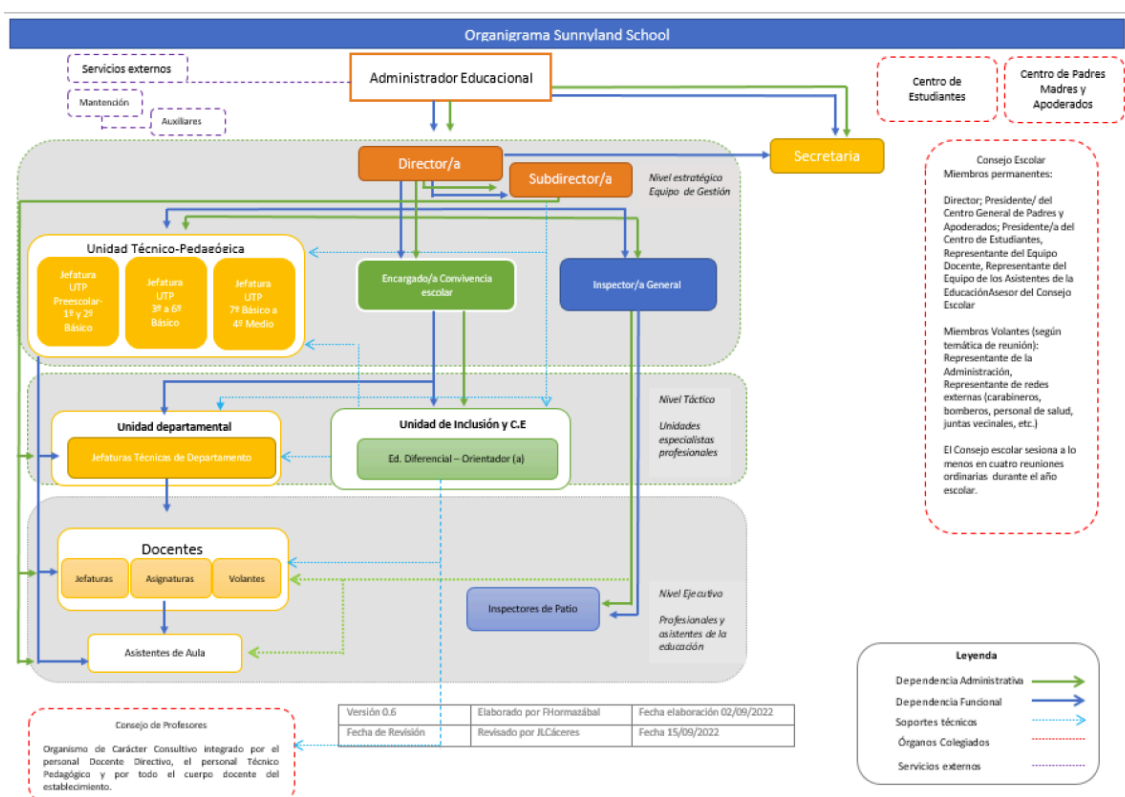 Organigrama Sunnyland School
Servicios externos
Mantención
Auxiliares
Administrador Educacional
Centro de
Estudiantes
Centro de Padres
Madres y
Apoderados
Secretaria
Director/a
Subdirector/a
Nivel estratégico
Equipo de Gestión
Unidad Técnico-Pedagógica
Jefatura
UTP
Preescolar-
1º y 2º
Básico
Jefatura
UTP
3º a 6º
Básico
Jefatura
UTP
7º Básico a
4º Medio
Encargado/a Convivencia
escolar
Inspector/a General
Consejo Escolar
Miembros permanentes:
Director; Presidente/ del
Centro General de Padres y
Apoderados; Presidente/a del
Centro de Estudiantes,
Representante del Equipo
Docente, Representante del
Equipo de los Asistentes de la
EducaciónAsesor del Consejo
Escolar
Miembros Volantes (según
temática de reunión):
Representante de la
Administración,
Representante de redes
externas (carabineros,
bomberos, personal de salud,
juntas vecinales, etc.)
El Consejo escolar sesiona a lo
menos en cuatro reuniones
ordinarias durante el año
escolar.
Unidad departamental
Jefaturas Técnicas de Departamento
Unidad de Inclusión y C.E
Ed. Diferencial – Orientador (a)
Nivel Táctico
Unidades
especialistas
profesionales
Docentes
Jefaturas
Asignaturas
Volantes
Asistentes de Aula
Inspectores de Patio
Nivel Ejecutivo
Profesionales y
asistentes de la
educación
Consejo de Profesores
Organismo de Carácter Consultivo integrado por el
personal Docente Directivo, el personal Técnico
Pedagógico y por todo el cuerpo docente del
establecimiento.
Versión 0.6 Elaborado por FHormazábal Fecha elaboración 02/09/2022
Fecha de Revisión Revisado por JLCáceres Fecha 15/09/2022
Leyenda
Dependencia Administrativa
Dependencia Funcional
Soportes técnicos
Órganos Colegiados
Servicios externos